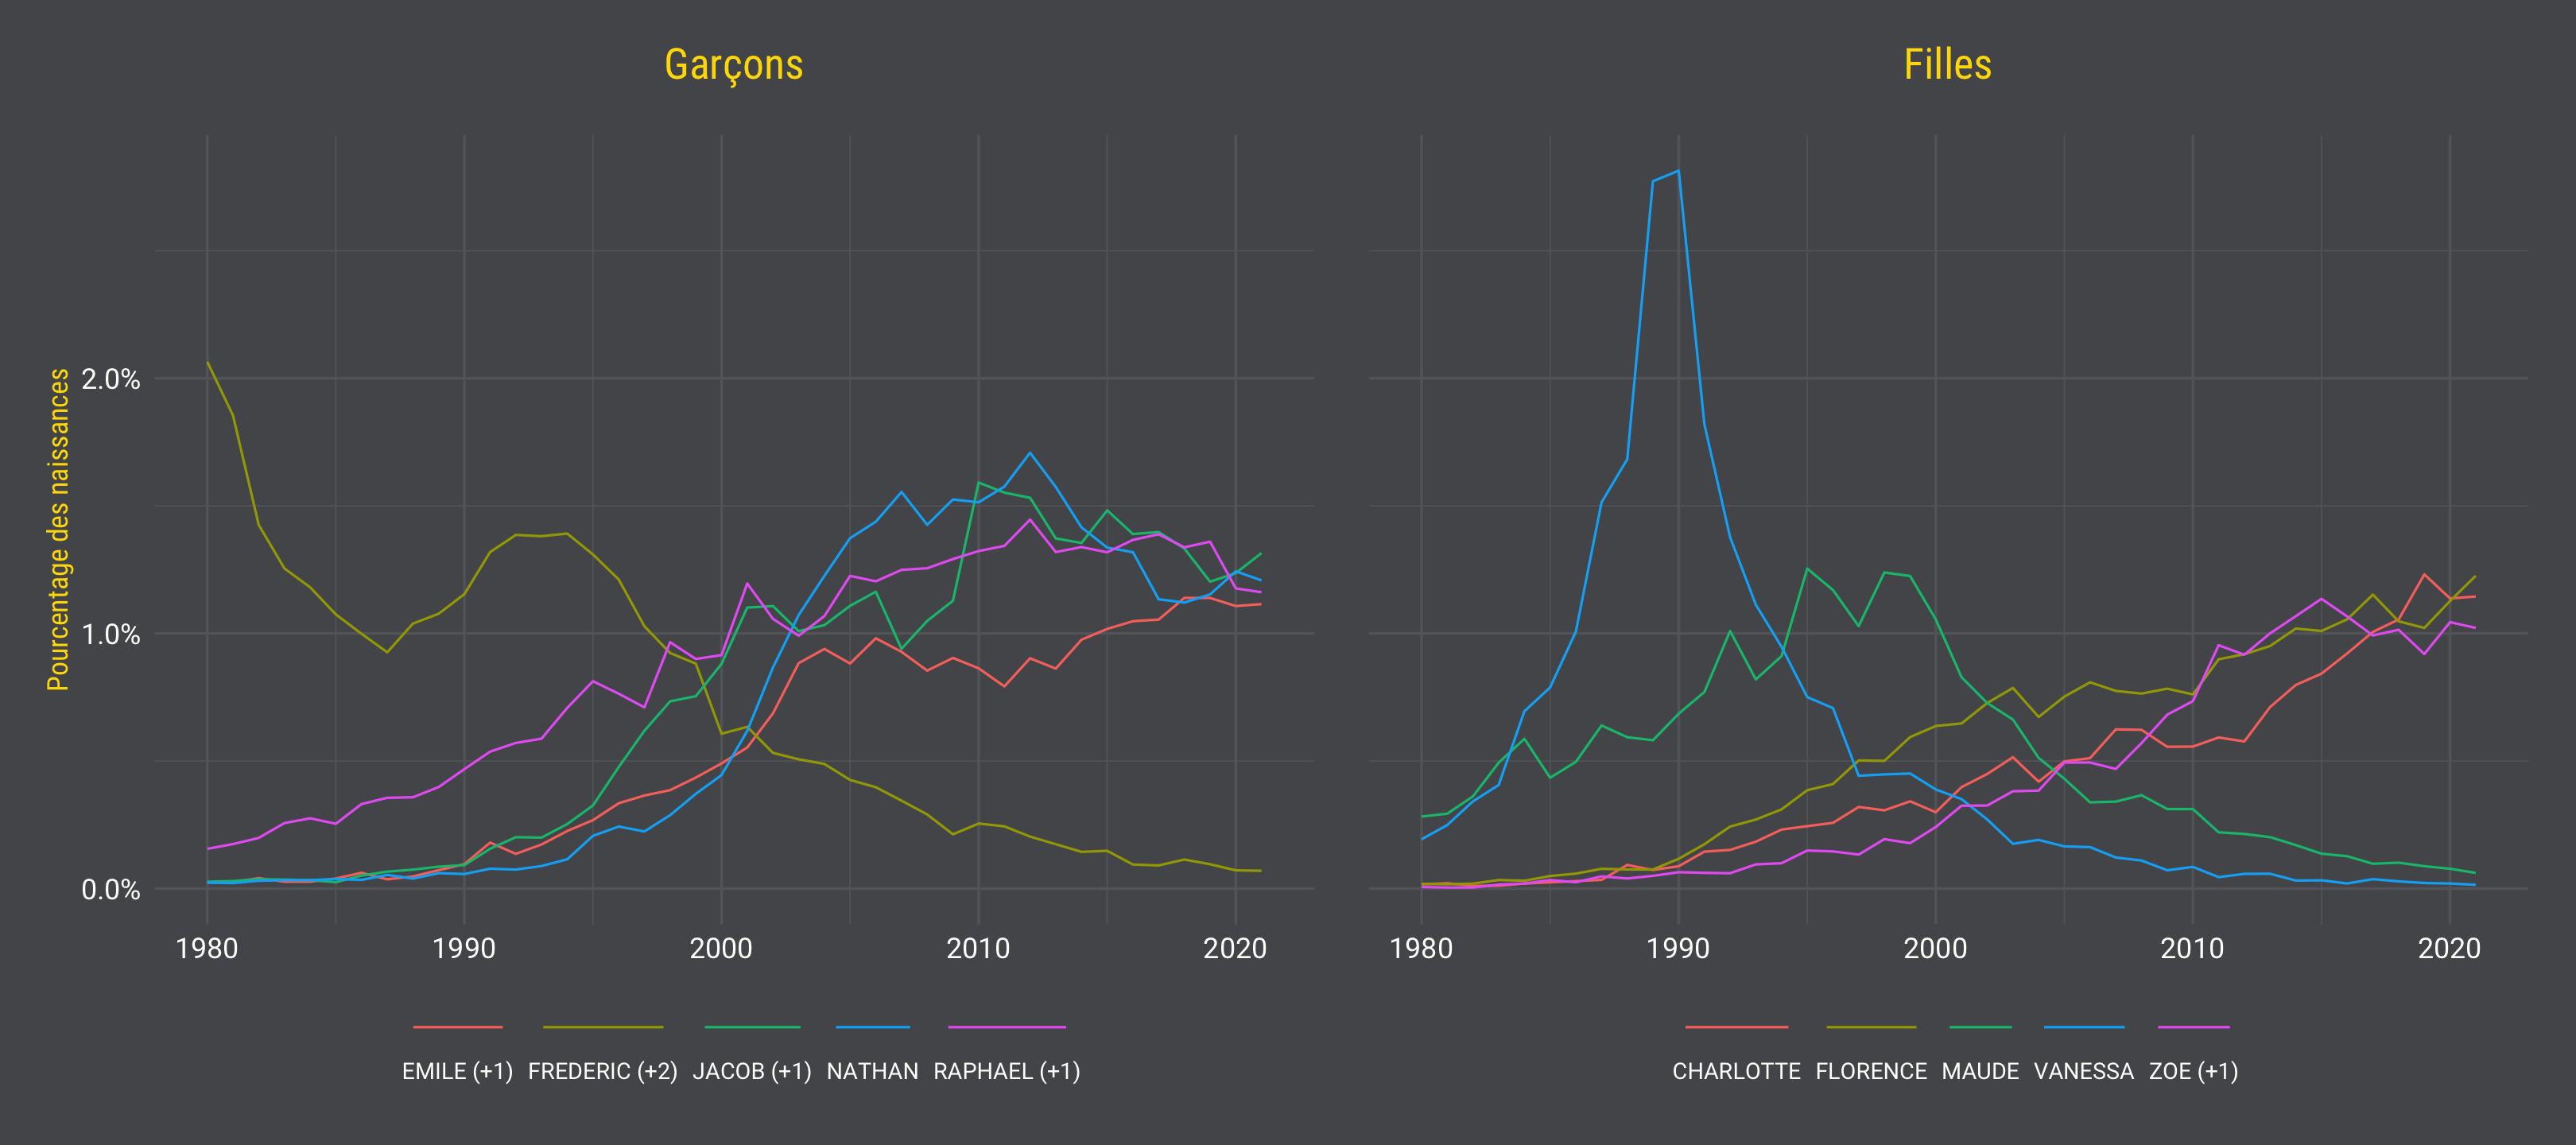 Garçons
Filles
Pourcentage des naissances
2.0%
1.0%
0.0%
1980 1990 2000 2010 2020
1980 1990 2000 2010 2020
EMILE (+1) FREDERIC (+2) JACOB (+1) NATHAN RAPHAEL (+1)
CHARLOTTE FLORENCE MAUDE VANESSA ZOE (+1)